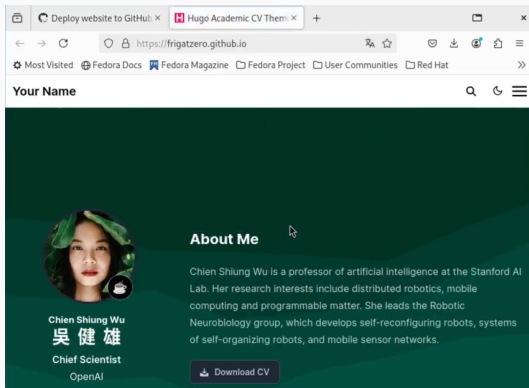 Deploy website to GitHub
Hugo Academic CV Them
https://frigatzero.github.io
Most Visited Fedora Docs Fedora Magazine Fedora Project User Communities Red Hat
Your Name
About Me
Chien Shiung Wu is a professor of artificial intelligence at the Stanford AI
Lab. Her research interests include distributed robotics, mobile
computing and programmable matter. She leads the Robotic
Neurobiology group, which develops self-reconfiguring robots, systems
of self-organizing robots, and mobile sensor networks.
Download CV
Chien Shiung Wu
吳健雄
Chief Scientist
OpenAI